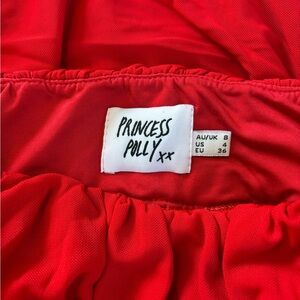 PRINCESS
POLLY xx
AU/UK 8
US 4
EU 36